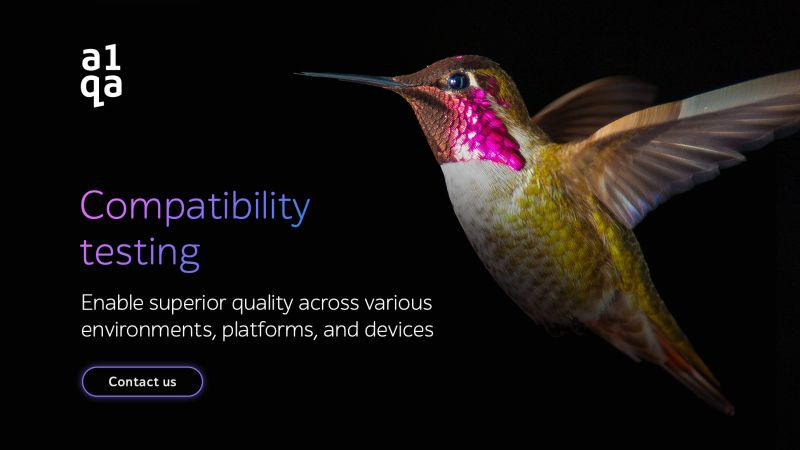 a1
qa
Compatibility
testing
Enable superior quality across various
environments, platforms, and devices
Contact us